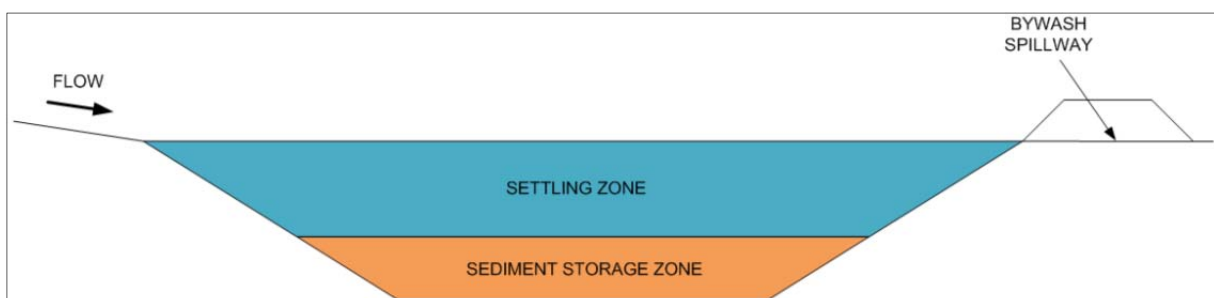 BYWASH
SPILLWAY
FLOW
SETTLING ZONE
SEDIMENT STORAGE ZONE